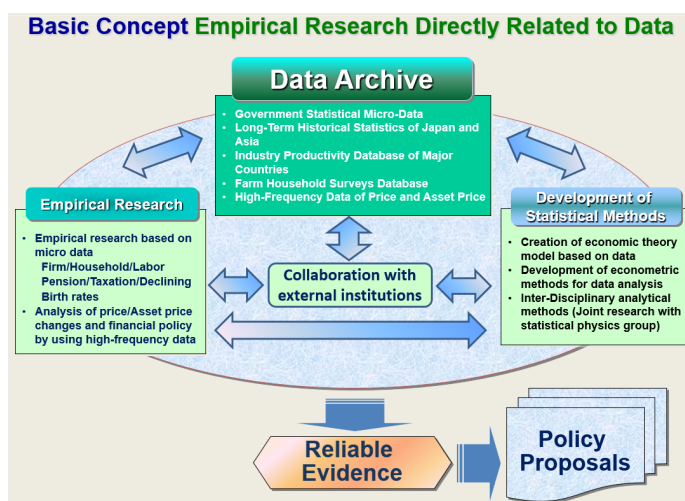 Basic Concept Empirical Research Directly Related to Data
Data Archive
• Government Statistical Micro-Data
• Long-Term Historical Statistics of Japan and
Asia
• Industry Productivity Database of Major
Countries
• Farm Household Surveys Database
• High-Frequency Data of Price and Asset Price
Empirical Research
• Empirical research based on
micro data
Firm/Household/Labor
Pension/Taxation/Declining
Birth rates
• Analysis of price/Asset price
changes and financial policy
by using high-frequency data
Collaboration with
external institutions
Development of
Statistical Methods
• Creation of economic theory
model based on data
• Development of econometric
methods for data analysis
• Inter-Disciplinary analytical
methods (Joint research with
statistical physics group)
Reliable
Evidence
Policy
Proposals